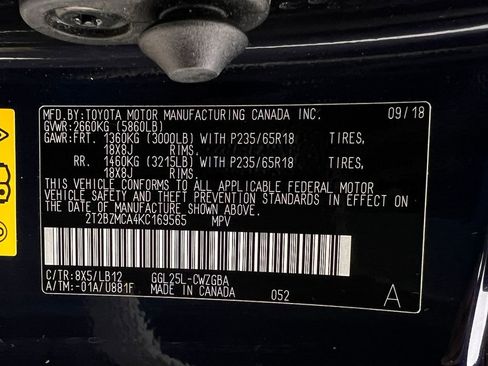 MFD.BY:TOYOTA MOTOR MANUFACTURING CANADA INC. 09/18
GVWR:2660KG (5860LB)
GAWR:FRT. 1360KG (3000LB) WITH P235/65R18 TIRES,
18X8J RIMS.
RR. 1460KG (3215LB) WITH P235/65R18 TIRES,
18X8J RIMS.
THIS VEHICLE CONFORMS TO ALL APPLICABLE FEDERAL MOTOR
VEHICLE SAFETY AND THEFT PREVENTION STANDARDS IN EFFECT ON
THE DATE OF MANUFACTURE SHOWN ABOVE.
2T2BZMCA4KC169565 MPV
C/TR:8X5/LB12 GGL25L-CWZGBA
A/TM:-01A/U881F MADE IN CANADA 052 A